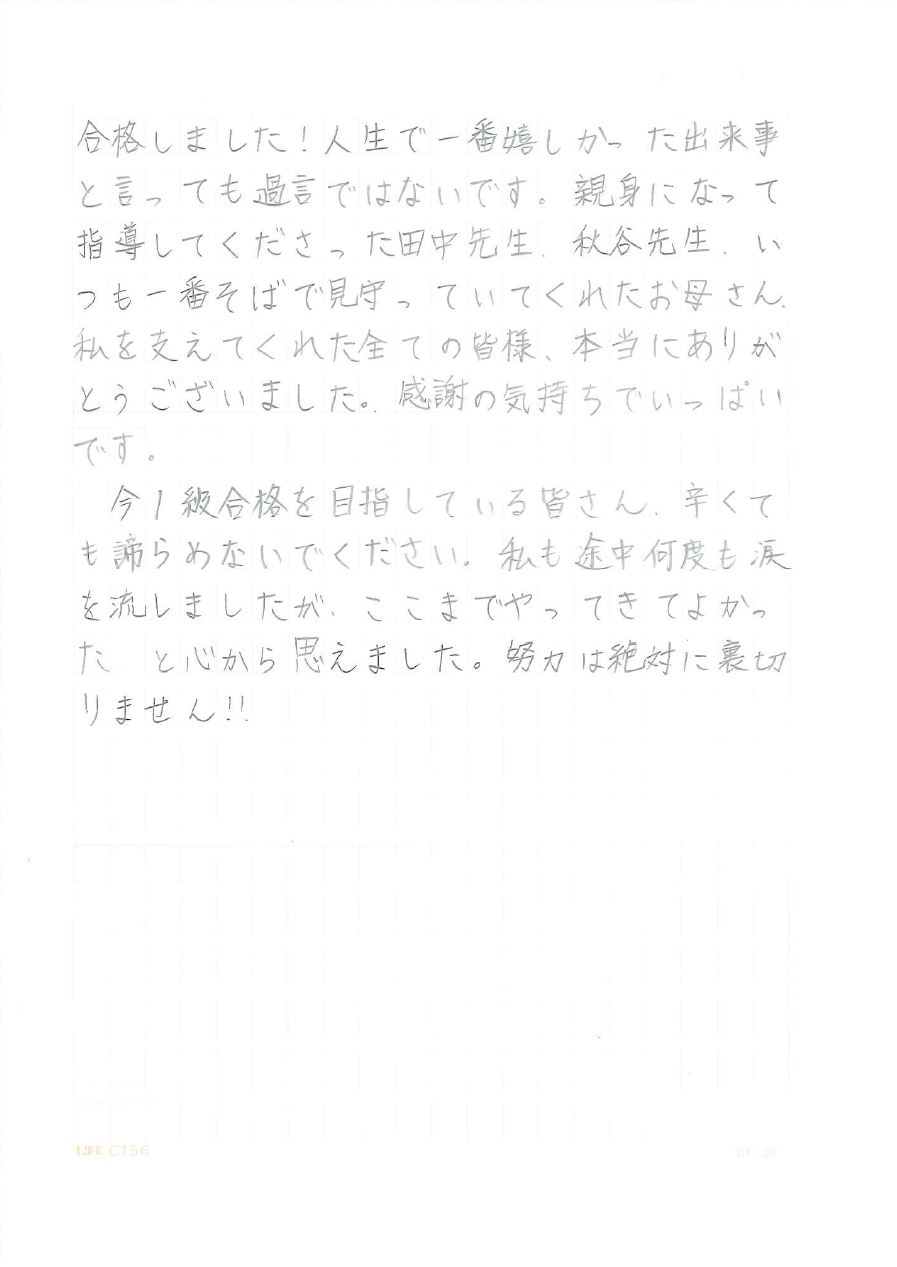 合格しました！人生で一番嬉しかった出来事
と言っても過言ではないです。親身になって
指導してくださった田中先生、秋谷先生、い
つも一番そばで見守っていてくれたお母さん、
私を支えてくれた全ての皆様、本当にありが
とうございました。感謝の気持ちでいっぱい
です。
今1級合格を目指している皆さん、辛くて
も諦らめないでください。私も途中何度も涙
を流しましたが、ここまでやってきてよかっ
た、と心から思えました。努力は絶対に裏切
りません!!
LIFE C156
20 20